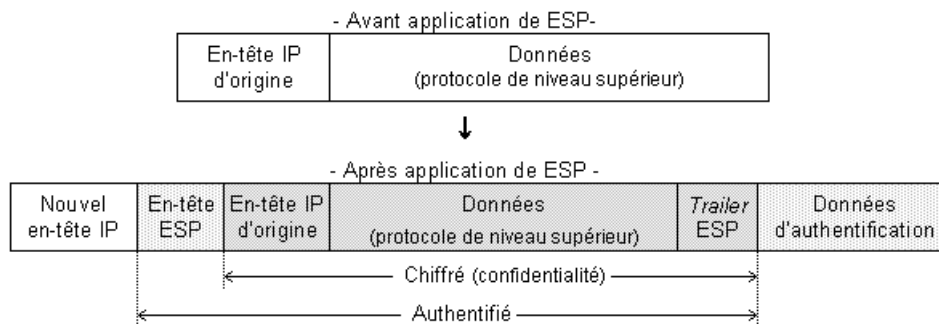 - Avant application de ESP-
En-tête IP d'origine
Données (protocole de niveau supérieur)
- Après application de ESP -
Nouvel en-tête IP
En-tête ESP
En-tête IP d'origine
Données (protocole de niveau supérieur)
Trailer ESP
Données d'authentification
Chiffré (confidentialité)
Authentifié